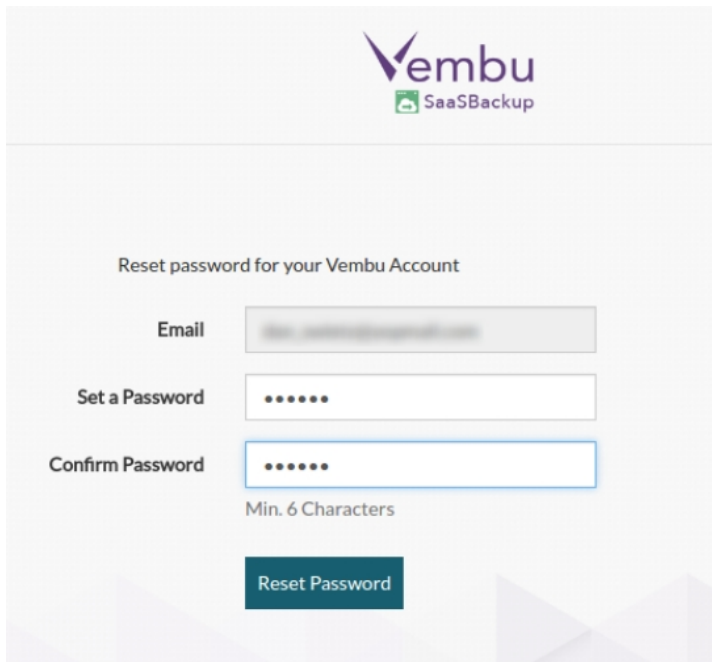 Vembu
SaaSBackup
Reset password for your Vembu Account
Email
Set a Password ••••••
Confirm Password ••••••
Min. 6 Characters
Reset Password